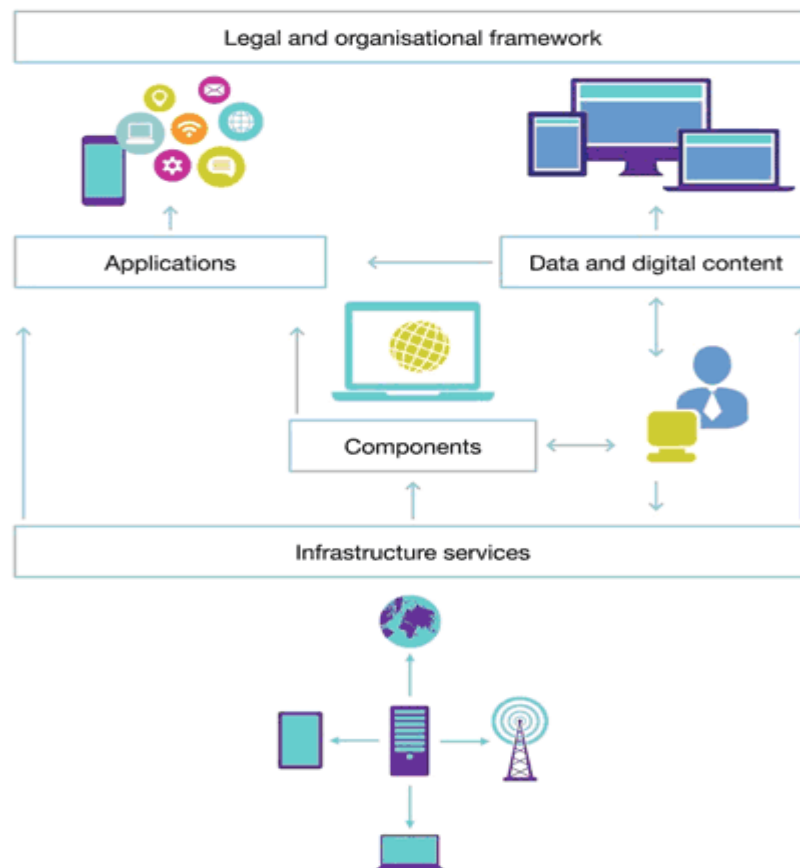 Legal and organisational framework
Applications
Data and digital content
Components
Infrastructure services